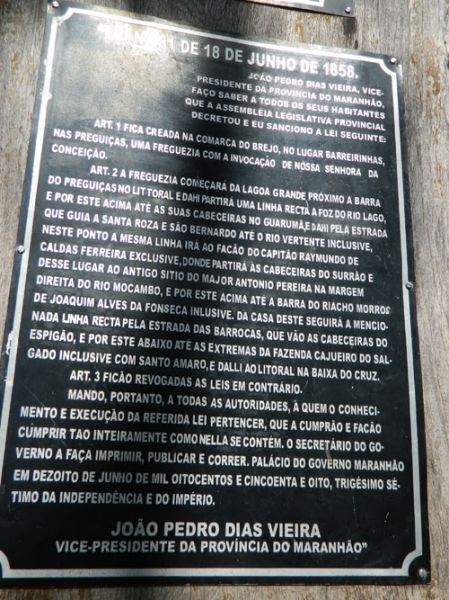 11 DE 18 DE JUNHO DE 1858.
JOÃO PEDRO DIAS VIEIRA, VICE-
PRESIDENTE DA PROVÍNCIA DO MARANHÃO,
FAÇO SABER A TODOS OS SEUS HABITANTES
QUE A ASSEMBLEIA LEGISLATIVA PROVINCIAL
DECRETOU E EU SANCIONO A LEI SEGUINTE:
ART. 1 FICA CREADA NA COMARCA DO BREJO, NO LUGAR BARREIRINHAS,
NAS PREGUIÇAS, UMA FREGUEZIA COM A INVOCAÇÃO DE NOSSA SENHORA DA
CONCEIÇÃO.
ART. 2 A FREGUEZIA COMEÇARÁ DA LAGOA GRANDE PRÓXIMO A BARRA
DO PREGUIÇAS NO LITTORAL E DAHI PARTIRÁ UMA LINHA RECTA A FOZ DO RIO LAGO,
E POR ESTE ACIMA ATÉ AS SUAS CABECEIRAS NO GUARUMÃ, E DAHI PELA ESTRADA
QUE GUIA A SANTA ROZA E SÃO BERNARDO ATÉ O RIO VERTENTE INCLUSIVE,
NESTE PONTO A MESMA LINHA IRÁ AO FACÃO DO CAPITÃO RAYMUNDO DE
CALDAS FERREIRA EXCLUSIVE, DONDE PARTIRÁ ÀS CABECEIRAS DO SURRÃO E
DESSE LUGAR AO ANTIGO SITIO DO MAJOR ANTONIO PEREIRA NA MARGEM
DIREITA DO RIO MOCAMBO, E POR ESTE ACIMA ATÉ A BARRA DO RIACHO MORROS
DE JOAQUIM ALVES DA FONSECA INLUSIVE. DA CASA DESTE SEGUIRÁ A MENCIO-
NADA LINHA RECTA PELA ESTRADA DAS BARROCAS, QUE VÃO AS CABECEIRAS DO
ESPIGÃO, E POR ESTE ABAIXO ATÉ AS EXTREMAS DA FAZENDA CAJUEIRO DO SAL-
GADO INCLUSIVE COM SANTO AMARO, E DALLI AO LITORAL NA BAIXA DO CRUZ.
ART. 3 FICÃO REVOGADAS AS LEIS EM CONTRÁRIO.
MANDO, PORTANTO, A TODAS AS AUTORIDADES, À QUEM O CONHECI-
MENTO E EXECUÇÃO DA REFERIDA LEI PERTENCER, QUE A CUMPRÃO E FACÃO
CUMPRIR TAO INTEIRAMENTE COMO NELLA SE CONTÉM. O SECRETÁRIO DO GO-
VERNO A FAÇA IMPRIMIR, PUBLICAR E CORRER. PALÁCIO DO GOVERNO MARANHÃO
EM DEZOITO DE JUNHO DE MIL OITOCENTOS E CINCOENTA E OITO, TRIGÉSIMO SÉ-
TIMO DA INDEPENDÊNCIA E DO IMPÉRIO.
JOÃO PEDRO DIAS VIEIRA
VICE-PRESIDENTE DA PROVÍNCIA DO MARANHÃO"